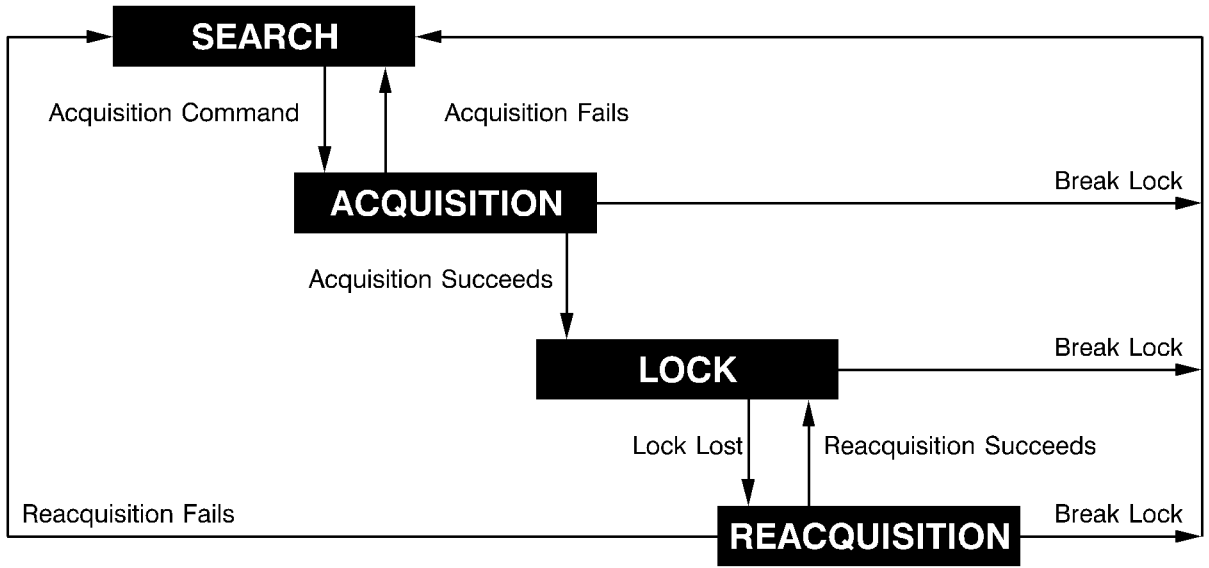 SEARCH
Acquisition Command
Acquisition Fails
ACQUISITION
Break Lock
Acquisition Succeeds
LOCK
Break Lock
Lock Lost
Reacquisition Succeeds
Reacquisition Fails
REACQUISITION
Break Lock